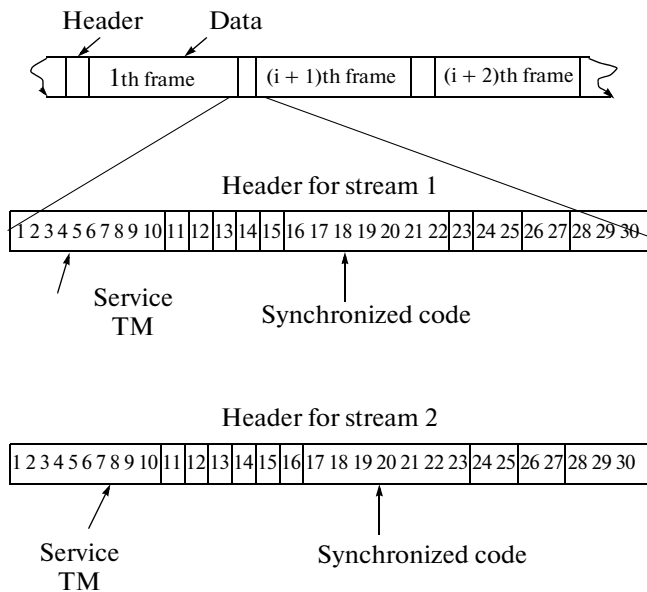 Header Data
1th frame (i + 1)th frame (i + 2)th frame
Header for stream 1
1 2 3 4 5 6 7 8 9 10 11 12 13 14 15 16 17 18 19 20 21 22 23 24 25 26 27 28 29 30
Service
TM
Synchronized code
Header for stream 2
1 2 3 4 5 6 7 8 9 10 11 12 13 14 15 16 17 18 19 20 21 22 23 24 25 26 27 28 29 30
Service
TM
Synchronized code